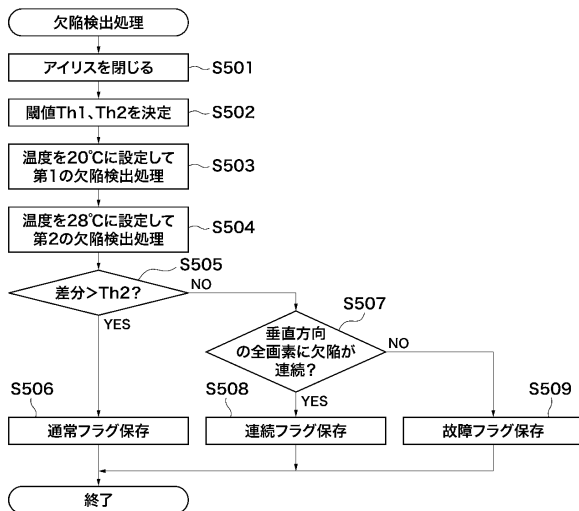 欠陥検出処理
アイリスを閉じる
S501
閾値Th1、Th2を決定
S502
温度を20℃に設定して
第1の欠陥検出処理
S503
温度を28℃に設定して
第2の欠陥検出処理
S504
差分>Th2?
S505
NO
YES
垂直方向
の全画素に欠陥が
連続?
S507
NO
YES
S506
通常フラグ保存
S508
連続フラグ保存
S509
故障フラグ保存
終了